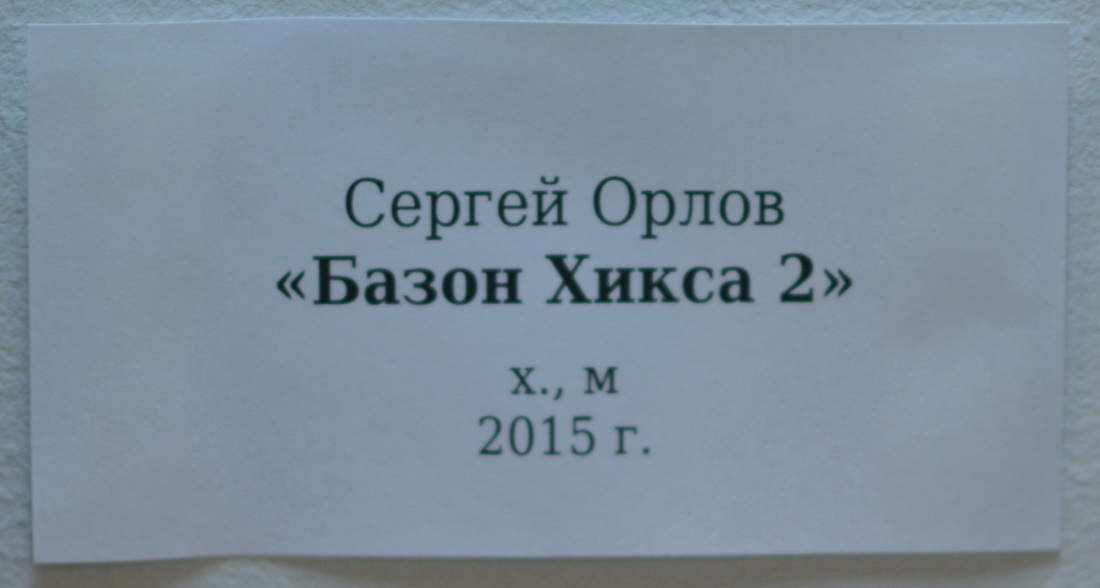 Сергей Орлов
«Базон Хикса 2»
х., м
2015 г.